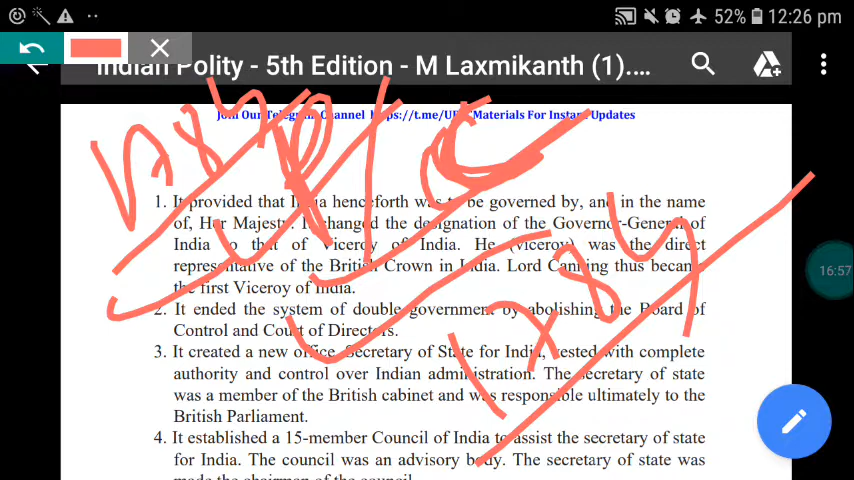 52% 12:26 pm
Indian Polity - 5th Edition - M Laxmikanth (1)....
Join Our Telegram Channel https://t.me/UPSC Materials For Instant Updates
1784
1. It provided that India henceforth was to be governed by, and in the name
of, Her Majesty. It changed the designation of the Governor-General of
India to that of Viceroy of India. He (viceroy) was the direct
representative of the British Crown in India. Lord Canning thus became
the first Viceroy of India.
16:57
2. It ended the system of double government by abolishing the Board of
Control and Court of Directors.
1784
3. It created a new office, Secretary of State for India, vested with complete
authority and control over Indian administration. The secretary of state
was a member of the British cabinet and was responsible ultimately to the
British Parliament.
4. It established a 15-member Council of India to assist the secretary of state
for India. The council was an advisory body. The secretary of state was
made the chairman of the council.